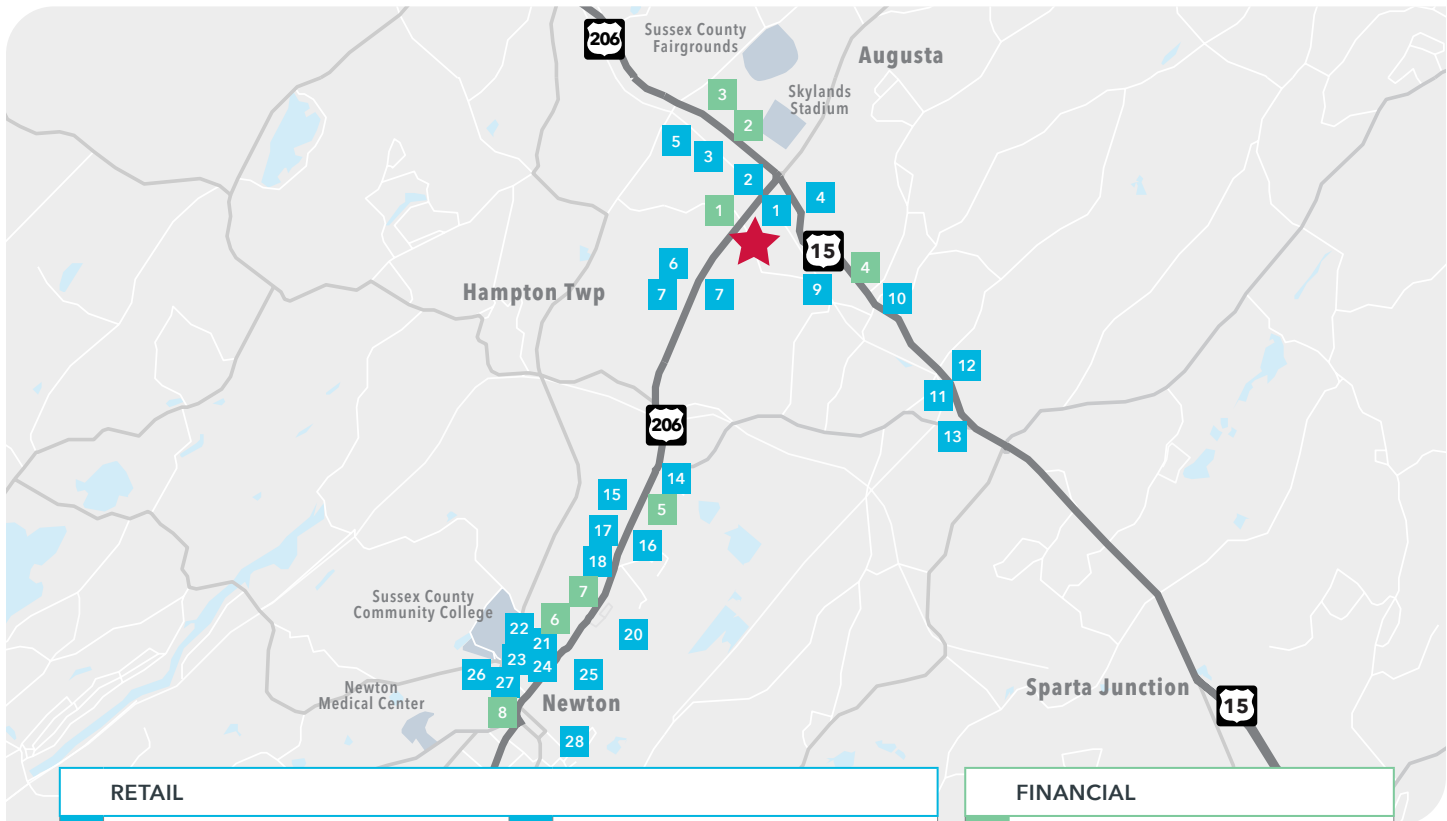 206
Sussex County
Fairgrounds
Augusta
Skylands
Stadium
3
2
5
3
2
4
1
1
15
6
4
7
7
9
10
Hampton Twp
12
11
13
206
14
15
5
17
16
18
7
Sussex County
Community College
6
22
21
20
23
24
26
27
25
Newton
Medical Center
8
Newton
28
Sparta Junction
15
RETAIL
FINANCIAL